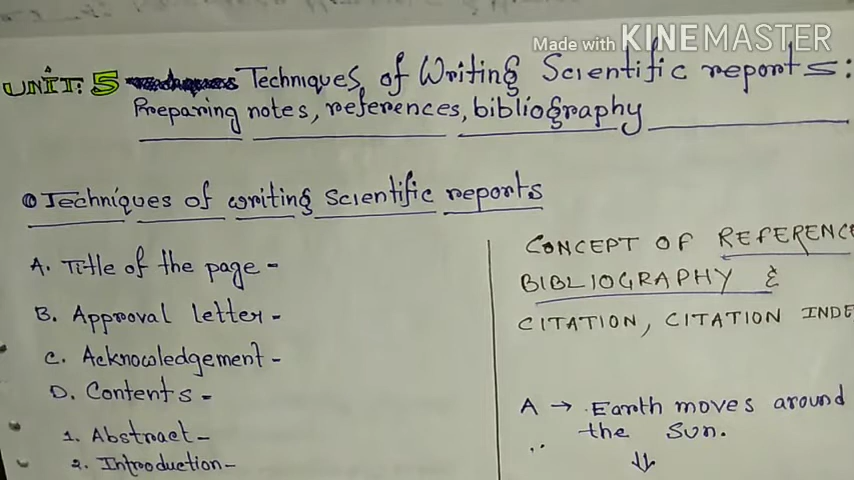 Made with KINEMASTER
UNIT: 5 Techniques of Writing Scientific reports:
Preparing notes, references, bibliography
Techniques of writing scientific reports
A. Title of the page -
B. Approval letter -
C. Acknowledgement -
D. Contents -
1. Abstract -
2. Introduction -
CONCEPT OF REFERENCE
BIBLIOGRAPHY &
CITATION, CITATION INDE
A → Earth moves around
the Sun.
⇓